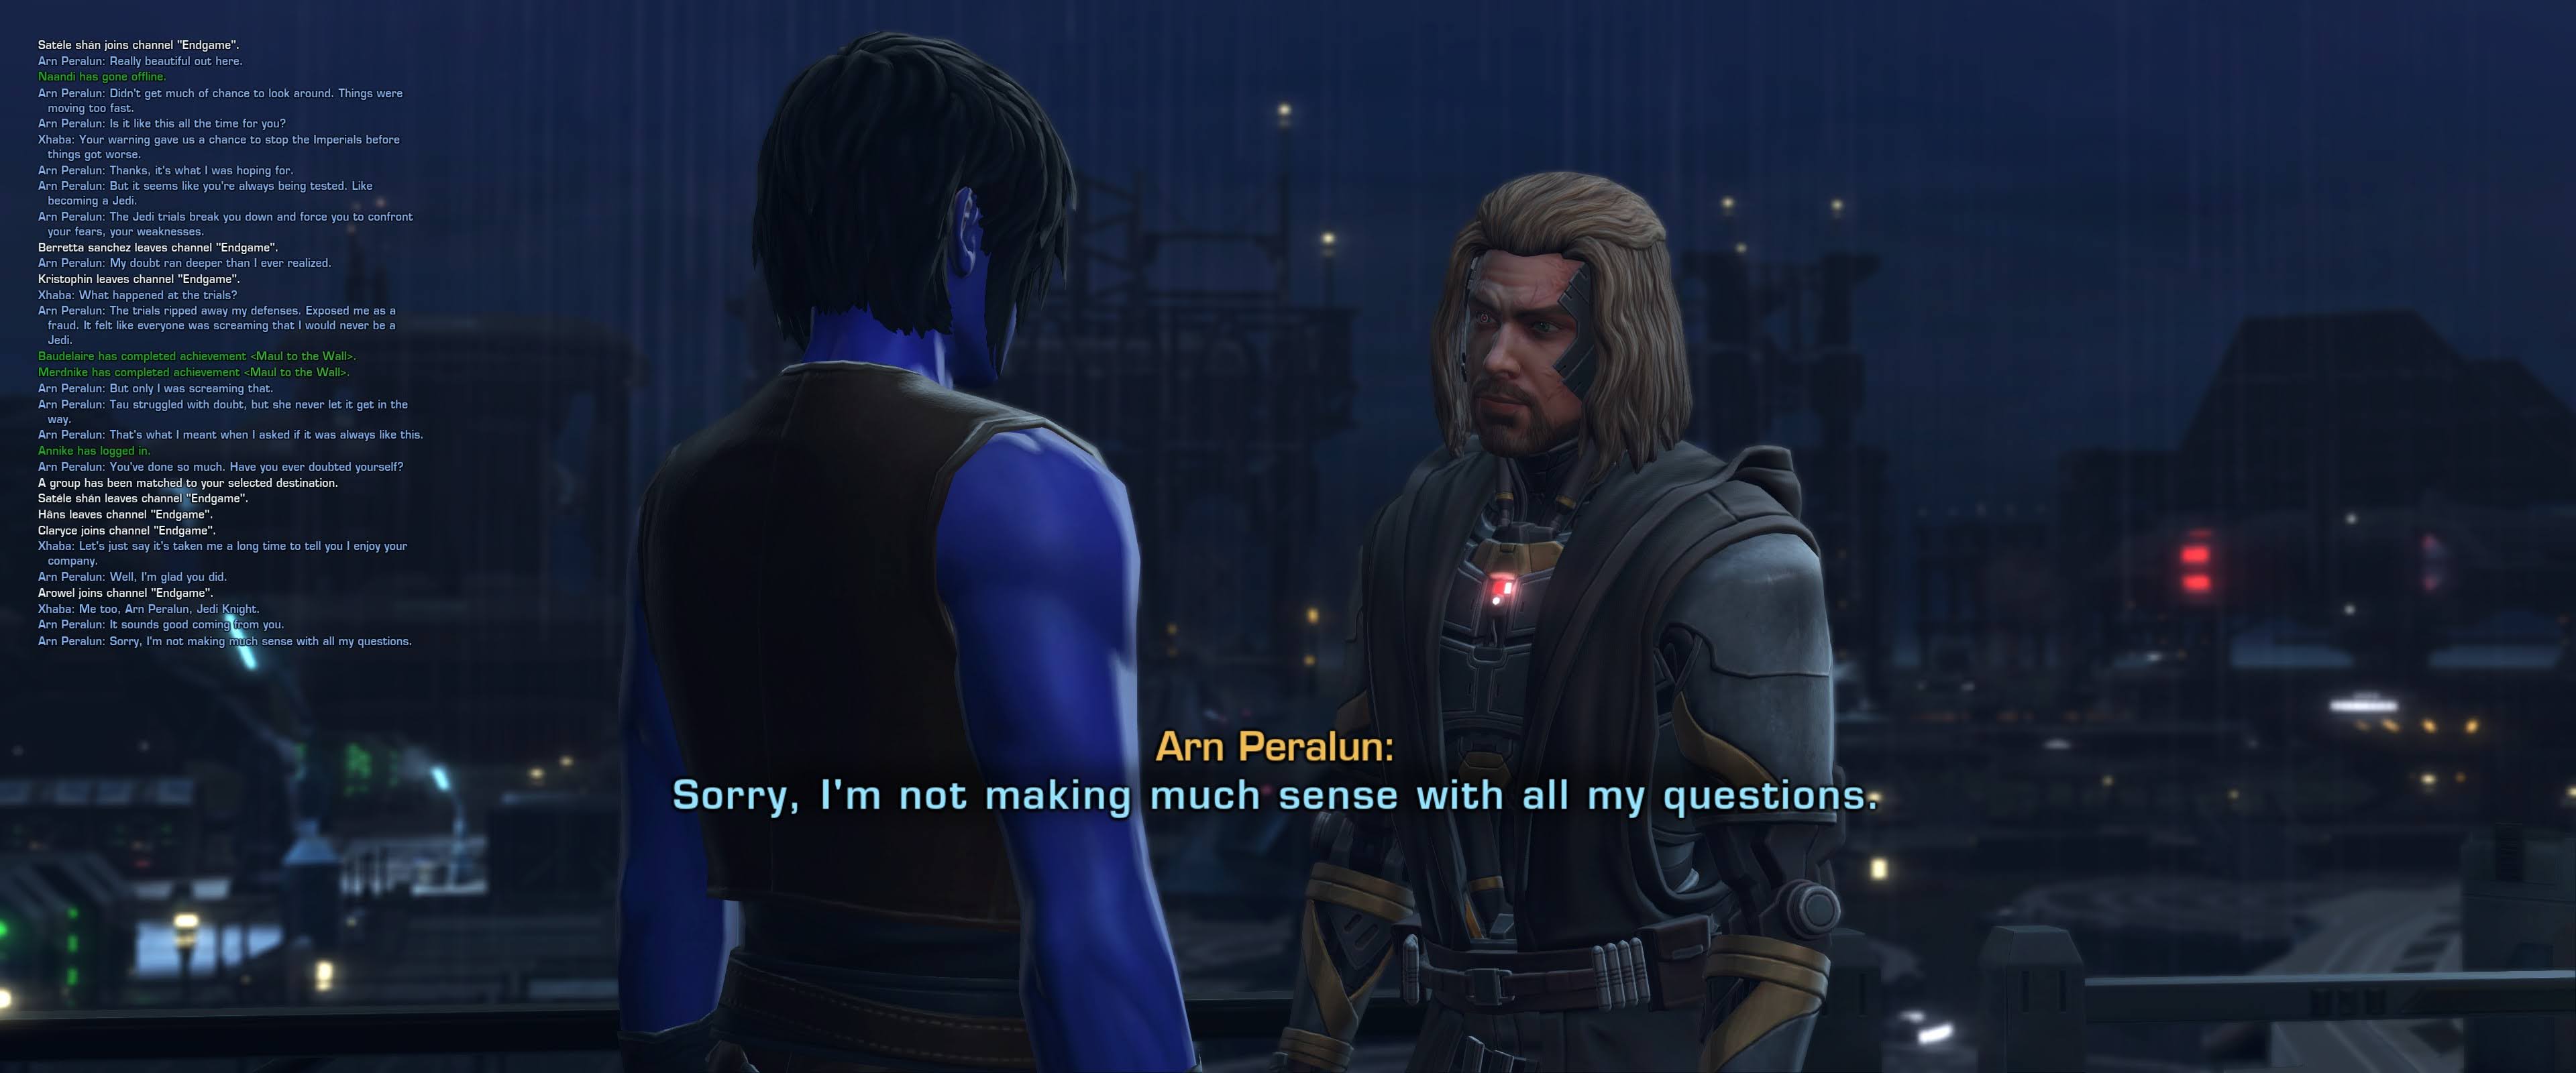 Satéle shán joins channel "Endgame".
Arn Peralun: Really beautiful out here.
Naandi has gone offline.
Arn Peralun: Didn't get much of chance to look around. Things were
moving too fast.
Arn Peralun: Is it like this all the time for you?
Xhaba: Your warning gave us a chance to stop the Imperials before
things got worse.
Arn Peralun: Thanks, it's what I was hoping for.
Arn Peralun: But it seems like you're always being tested. Like
becoming a Jedi.
Arn Peralun: The Jedi trials break you down and force you to confront
your fears, your weaknesses.
Berretta sanchez leaves channel "Endgame".
Arn Peralun: My doubt ran deeper than I ever realized.
Kristophin leaves channel "Endgame".
Xhaba: What happened at the trials?
Arn Peralun: The trials ripped away my defenses. Exposed me as a
fraud. It felt like everyone was screaming that I would never be a
Jedi.
Baudelaire has completed achievement <Maul to the Wall>.
Merdnike has completed achievement <Maul to the Wall>.
Arn Peralun: But only I was screaming that.
Arn Peralun: Tau struggled with doubt, but she never let it get in the
way.
Arn Peralun: That's what I meant when I asked if it was always like this.
Annike has logged in.
Arn Peralun: You've done so much. Have you ever doubted yourself?
A group has been matched to your selected destination.
Satéle shán leaves channel "Endgame".
Hâns leaves channel "Endgame".
Claryce joins channel "Endgame".
Xhaba: Let's just say it's taken me a long time to tell you I enjoy your
company.
Arn Peralun: Well, I'm glad you did.
Arowel joins channel "Endgame".
Xhaba: Me too, Arn Peralun, Jedi Knight.
Arn Peralun: It sounds good coming from you.
Arn Peralun: Sorry, I'm not making much sense with all my questions.
Arn Peralun:
Sorry, I'm not making much sense with all my questions.